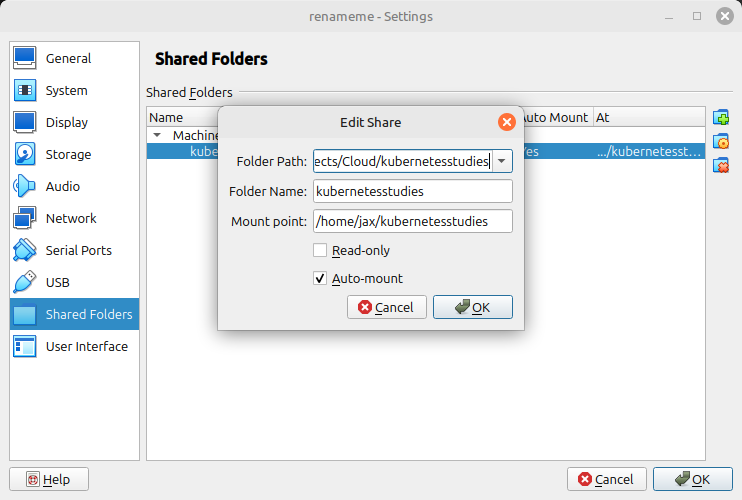 renameme - Settings
General
System
Display
Storage
Audio
Network
Serial Ports
USB
Shared Folders
User Interface
Shared Folders
Shared Folders
Name
Auto Mount
At
Machine
kube
Yes
.../kubernetesst...
Edit Share
Folder Path: ects/Cloud/kubernetesstudies
Folder Name: kubernetesstudies
Mount point: /home/jax/kubernetesstudies
Read-only
Auto-mount
Cancel
OK
Help
Cancel
OK